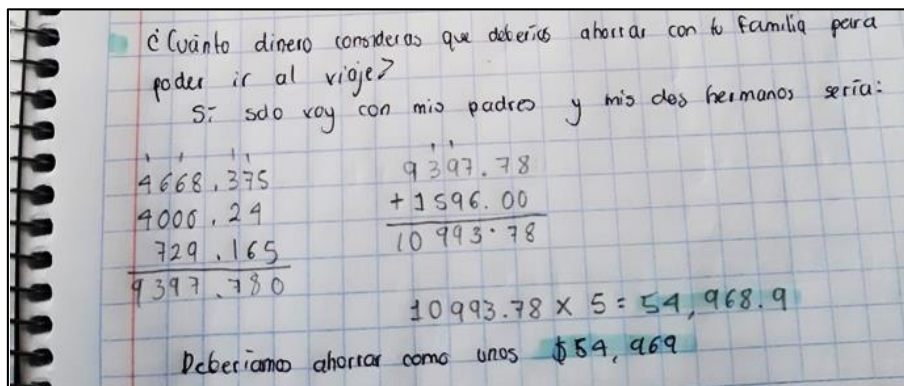 ¿Cuánto dinero consideras que deberías ahorrar con tu familia para
poder ir al viaje?
Si solo voy con mis padres y mis dos hermanos sería:
4668.375
4000.24
729.165
9397.780
9397.78
+1596.00
10993.78
10993.78 x 5 = 54,968.9
Deberiamos ahorrar como unos $54,969